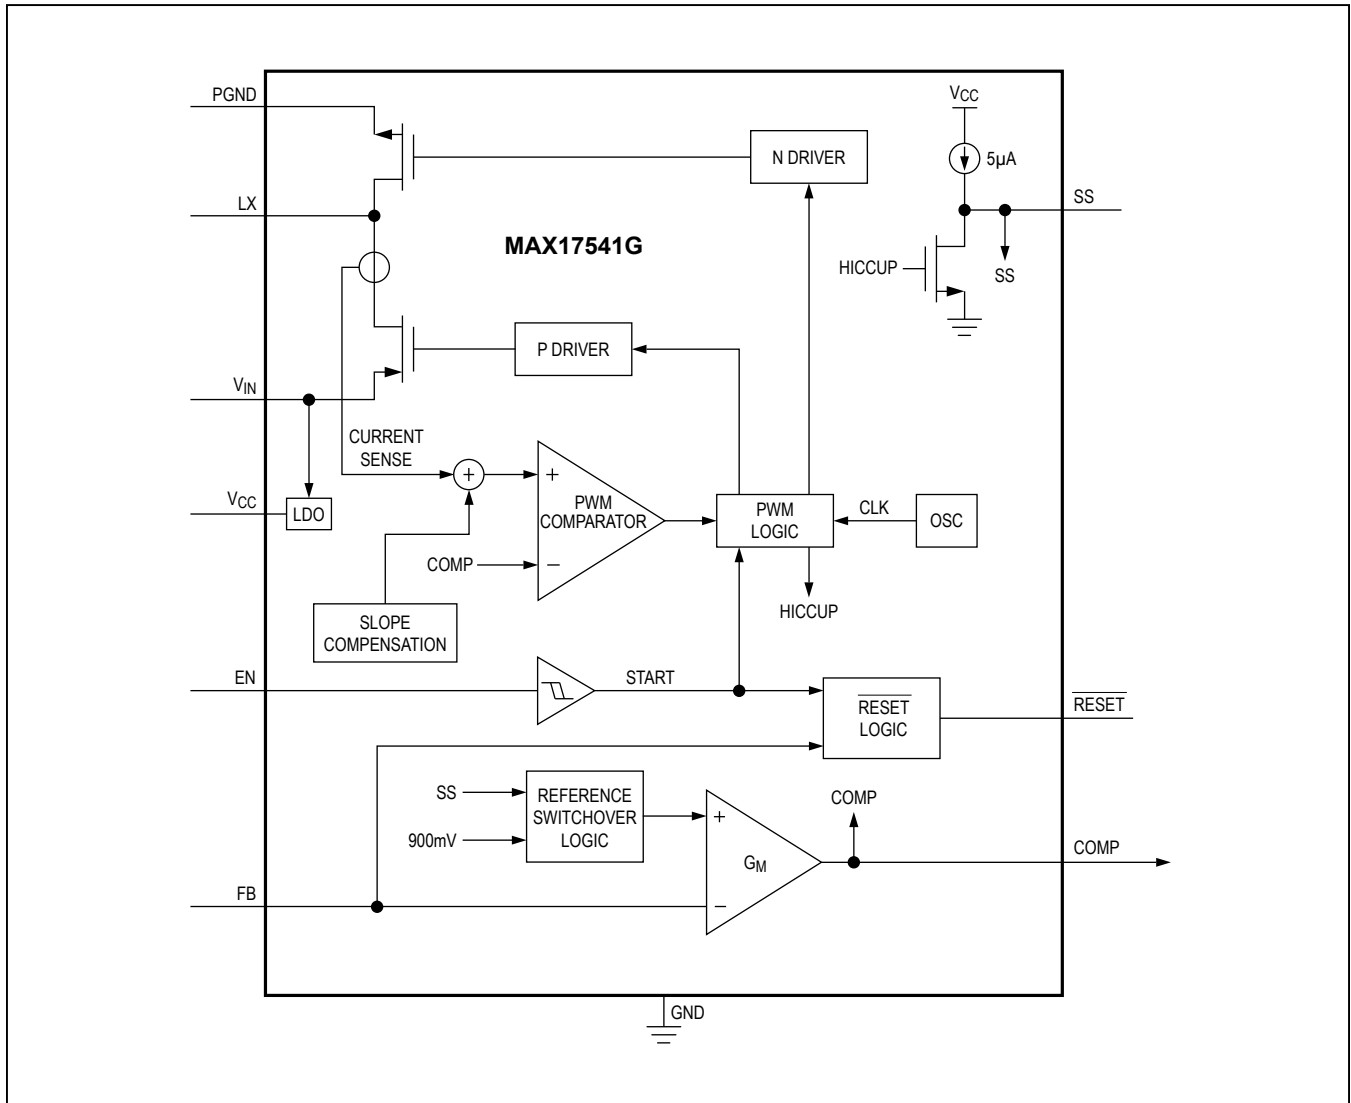 PGND
VCC
N DRIVER
5µA
SS
LX
MAX17541G
HICCUP
SS
P DRIVER
VIN
CURRENT
SENSE
+
+
VCC
LDO
PWM
COMPARATOR
PWM
LOGIC
CLK
OSC
COMP
−
HICCUP
SLOPE
COMPENSATION
EN
START
RESET
LOGIC
RESET
SS
REFERENCE
SWITCHOVER
LOGIC
900mV
+
GM
COMP
COMP
FB
−
GND